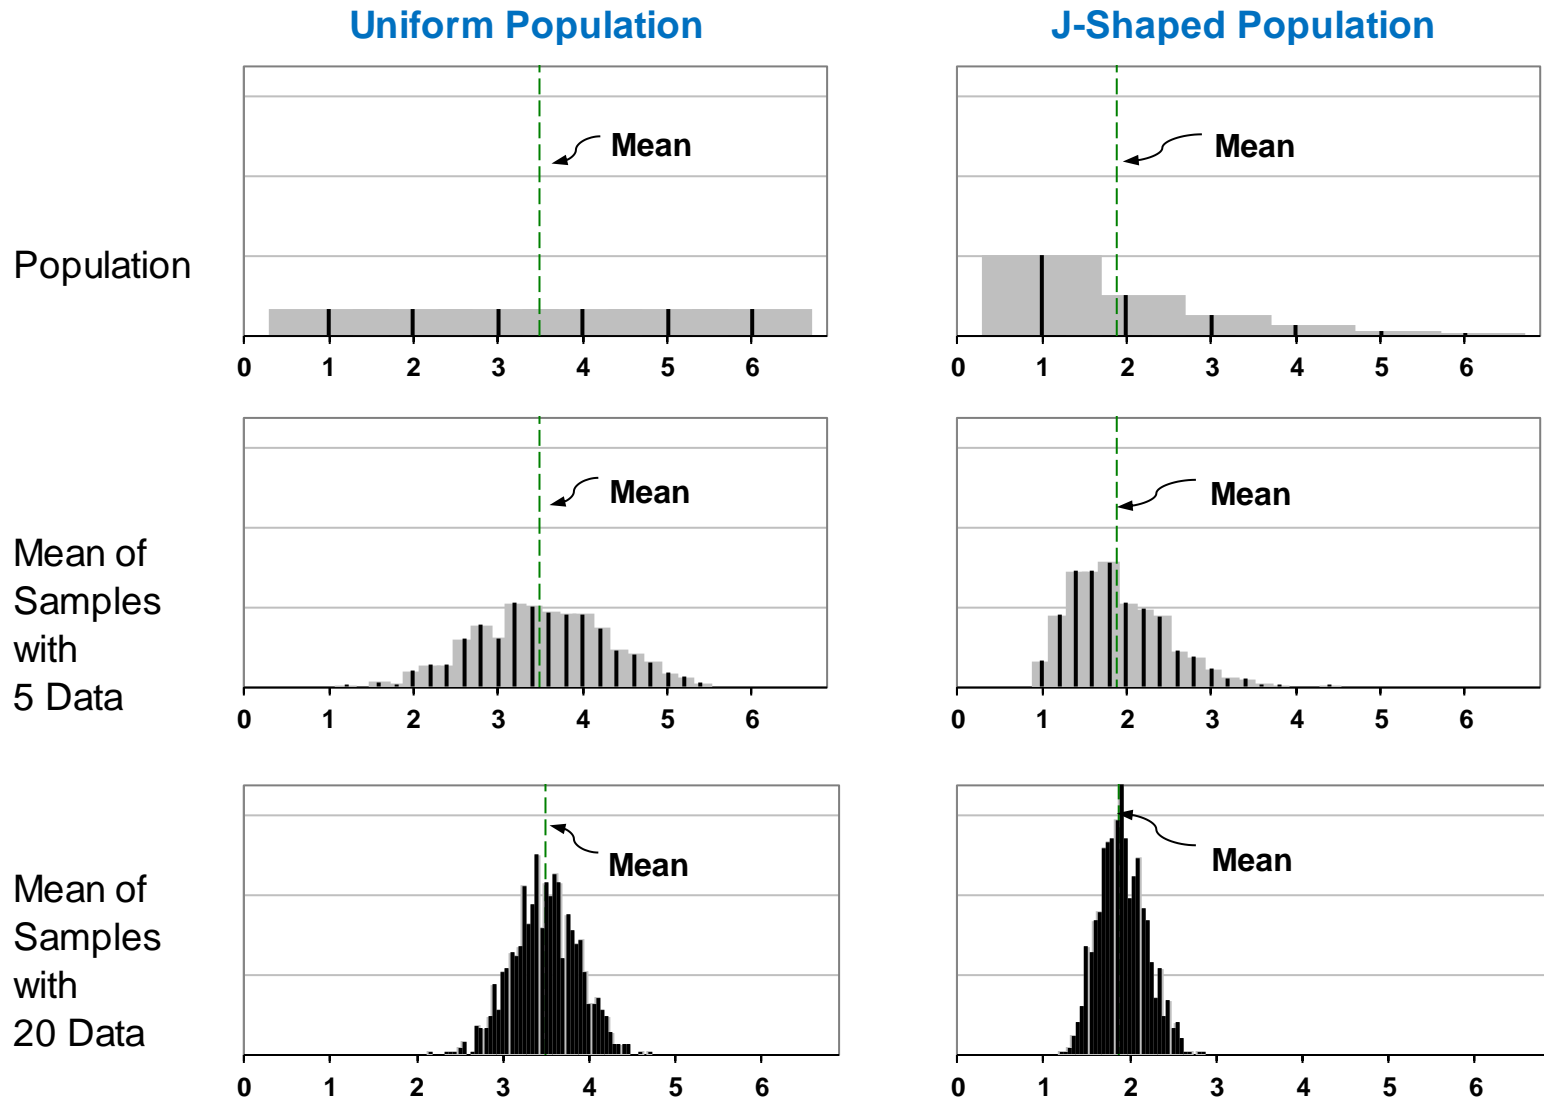 Uniform Population
J-Shaped Population
Population
Mean
0 1 2 3 4 5 6
Mean
0 1 2 3 4 5 6
Mean of
Samples
with
5 Data
Mean
0 1 2 3 4 5 6
Mean
0 1 2 3 4 5 6
Mean of
Samples
with
20 Data
Mean
0 1 2 3 4 5 6
Mean
0 1 2 3 4 5 6